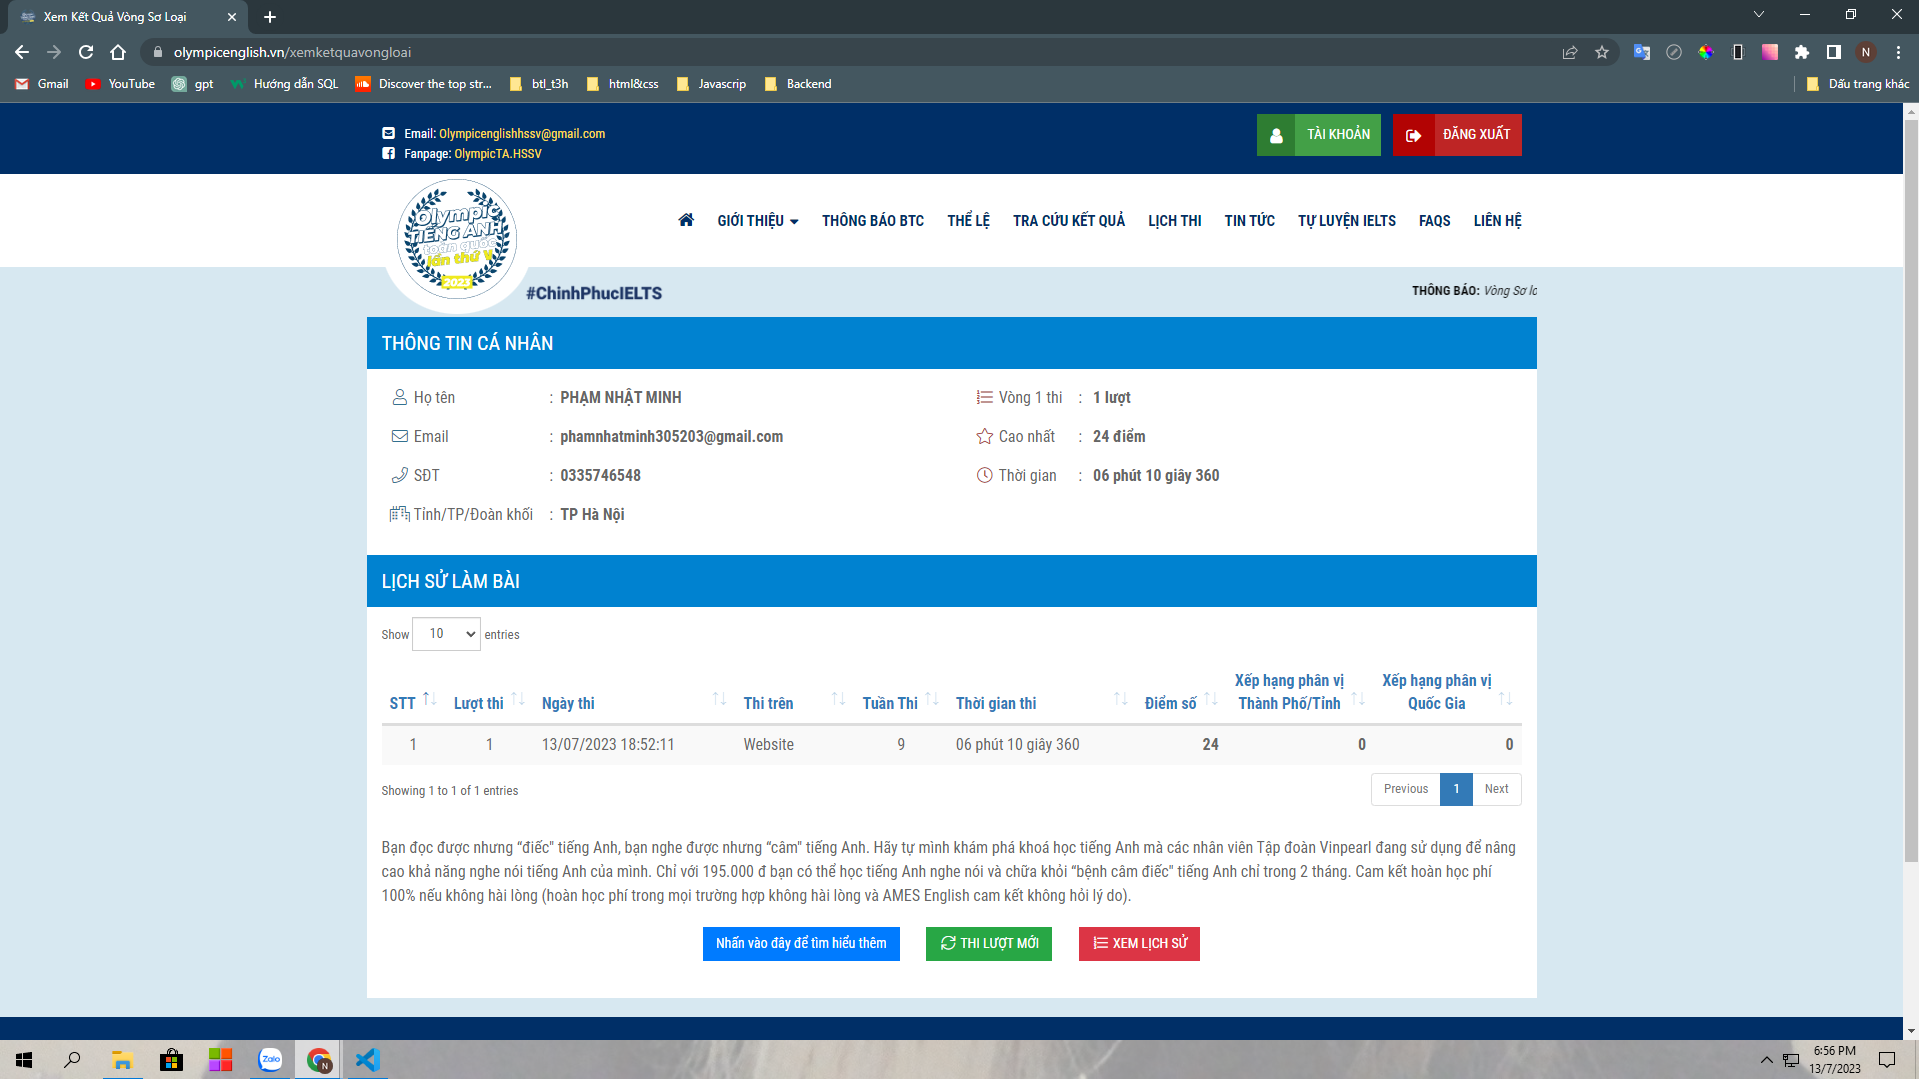 Xem Kết Quả Vòng Sơ Loại
olympicenglish.vn/xemketquavongloai
N
Gmail
YouTube
gpt
Hướng dẫn SQL
Discover the top str...
btl_t3h
html&css
Javascrip
Backend
Dấu trang khác
Email: Olympicenglishhssv@gmail.com
Fanpage: OlympicTA.HSSV
TÀI KHOẢN
ĐĂNG XUẤT
Olympic
TIẾNG ANH
toàn quốc
lần thứ V
2023
GIỚI THIỆU
THÔNG BÁO BTC
THỂ LỆ
TRA CỨU KẾT QUẢ
LỊCH THI
TIN TỨC
TỰ LUYỆN IELTS
FAQS
LIÊN HỆ
#ChinhPhucIELTS
THÔNG BÁO: Vòng Sơ lo
THÔNG TIN CÁ NHÂN
Họ tên : PHẠM NHẬT MINH
Vòng 1 thi : 1 lượt
Email : phamnhatminh305203@gmail.com
Cao nhất : 24 điểm
SĐT : 0335746548
Thời gian : 06 phút 10 giây 360
Tỉnh/TP/Đoàn khối : TP Hà Nội
LỊCH SỬ LÀM BÀI
Show 10 entries
STT Lượt thi Ngày thi Thi trên Tuần Thi Thời gian thi Điểm số Xếp hạng phân vị Thành Phố/Tỉnh Xếp hạng phân vị Quốc Gia
1 1 13/07/2023 18:52:11 Website 9 06 phút 10 giây 360 24 0 0
Showing 1 to 1 of 1 entries
Previous 1 Next
Bạn đọc được nhưng “điếc" tiếng Anh, bạn nghe được nhưng “câm" tiếng Anh. Hãy tự mình khám phá khoá học tiếng Anh mà các nhân viên Tập đoàn Vinpearl đang sử dụng để nâng
cao khả năng nghe nói tiếng Anh của mình. Chỉ với 195.000 đ bạn có thể học tiếng Anh nghe nói và chữa khỏi “bệnh câm điếc" tiếng Anh chỉ trong 2 tháng. Cam kết hoàn học phí
100% nếu không hài lòng (hoàn học phí trong mọi trường hợp không hài lòng và AMES English cam kết không hỏi lý do).
Nhấn vào đây để tìm hiểu thêm
THI LƯỢT MỚI
XEM LỊCH SỬ
Zalo
N
6:56 PM
13/7/2023